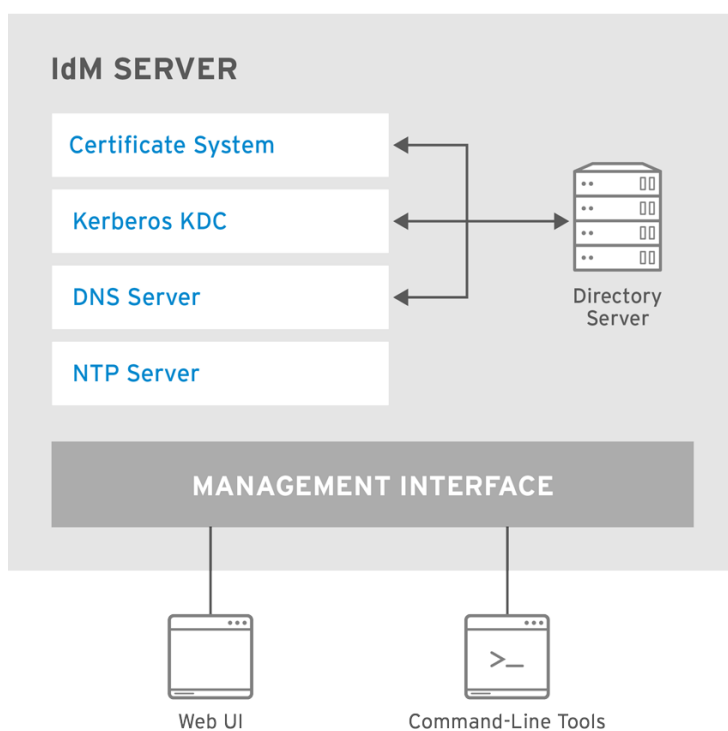 IdM SERVER
Certificate System
Kerberos KDC
DNS Server
NTP Server
Directory
Server
MANAGEMENT INTERFACE
>_
Web UI
Command-Line Tools